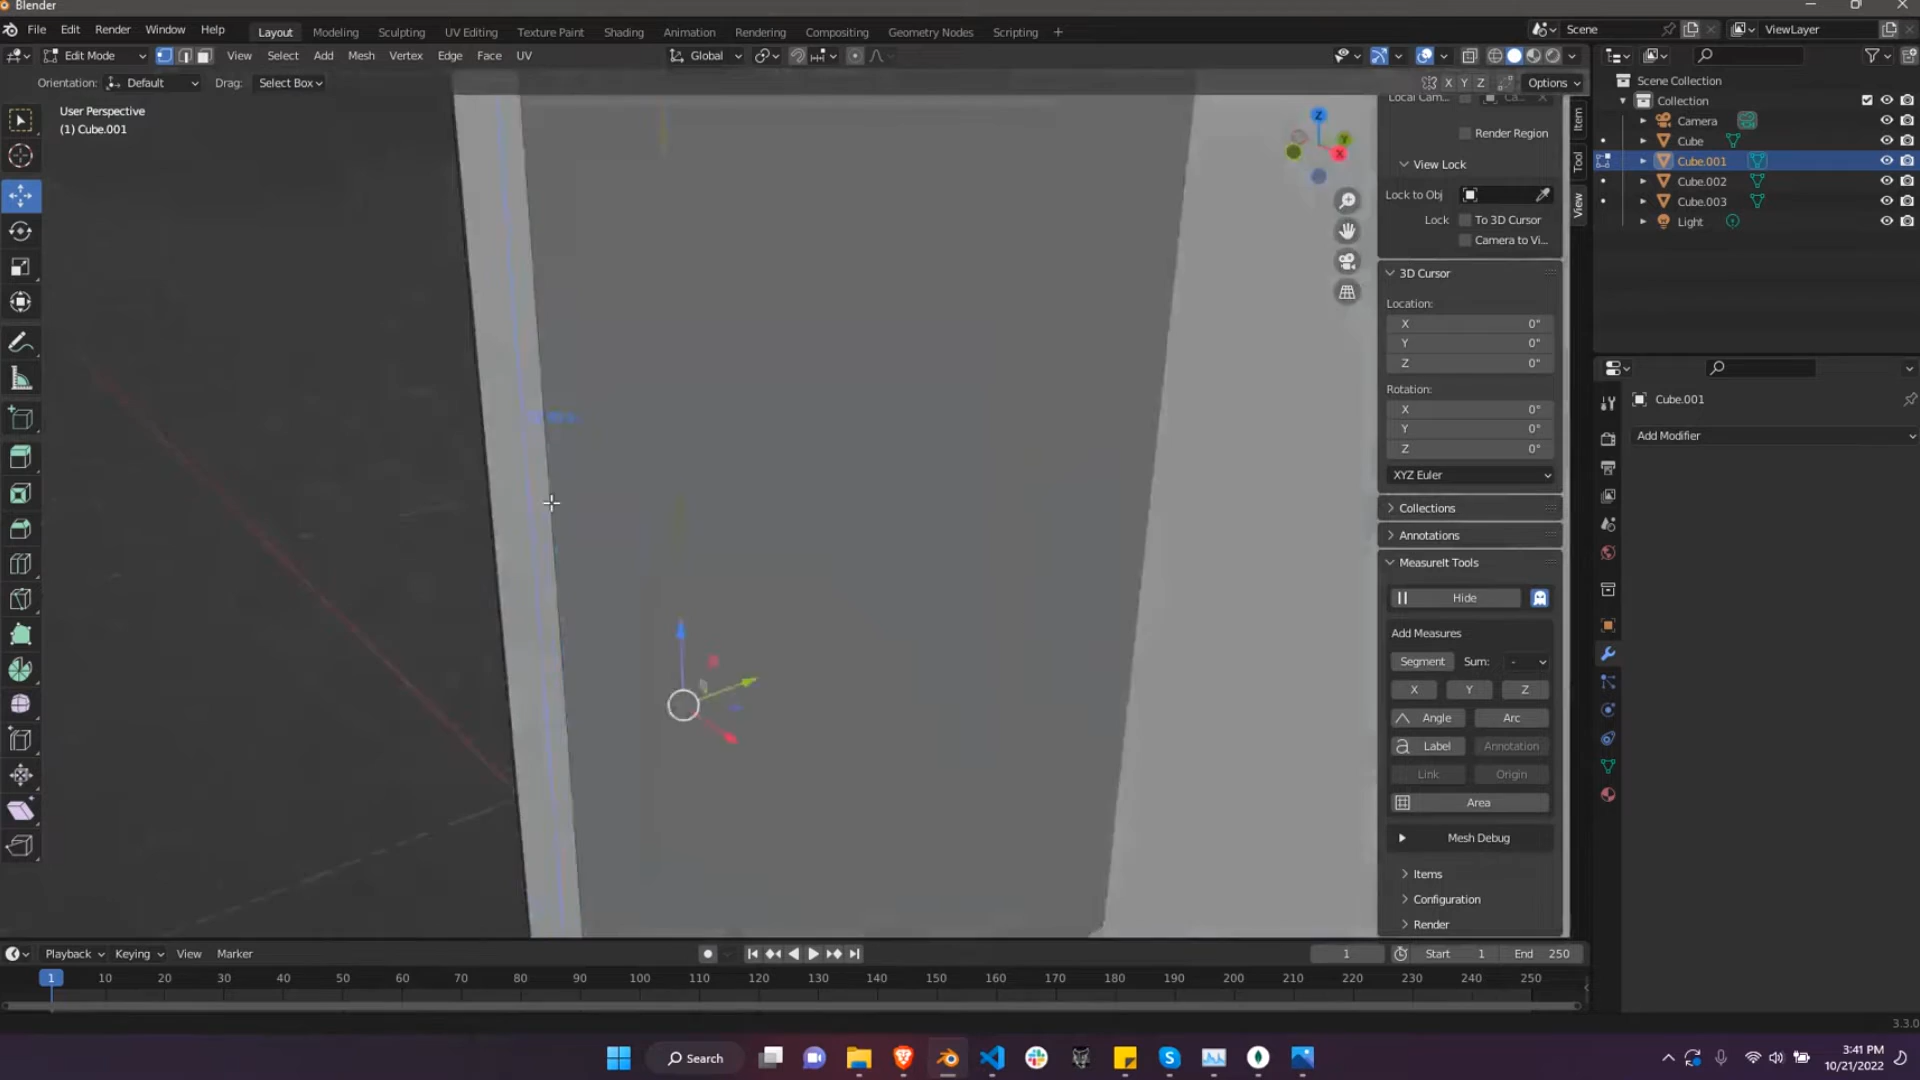 Blender
File Edit Render Window Help
Layout Modeling Sculpting UV Editing Texture Paint Shading Animation Rendering Compositing Geometry Nodes Scripting +
Scene
ViewLayer
Edit Mode View Select Add Mesh Vertex Edge Face UV
Global
Orientation: Default Drag: Select Box
X Y Z Options
User Perspective
(1) Cube.001
Z
Y
X
Local Cam...
Ca...
Render Region
View Lock
Lock to Obj
Lock To 3D Cursor
Camera to Vi...
3D Cursor
Location:
X 0"
Y 0"
Z 0"
Rotation:
X 0°
Y 0°
Z 0°
XYZ Euler
Collections
Annotations
MeasureIt Tools
Hide
Add Measures
Segment Sum: -
X Y Z
Angle Arc
a Label Annotation
Link Origin
Area
Mesh Debug
Items
Configuration
Render
Item
Tool
View
Scene Collection
Collection
Camera
Cube
Cube.001
Cube.002
Cube.003
Light
Cube.001
Add Modifier
Playback Keying View Marker
1 Start 1 End 250
1 10 20 30 40 50 60 70 80 90 100 110 120 130 140 150 160 170 180 190 200 210 220 230 240 250
3.3.0
Search
3:41 PM
10/21/2022